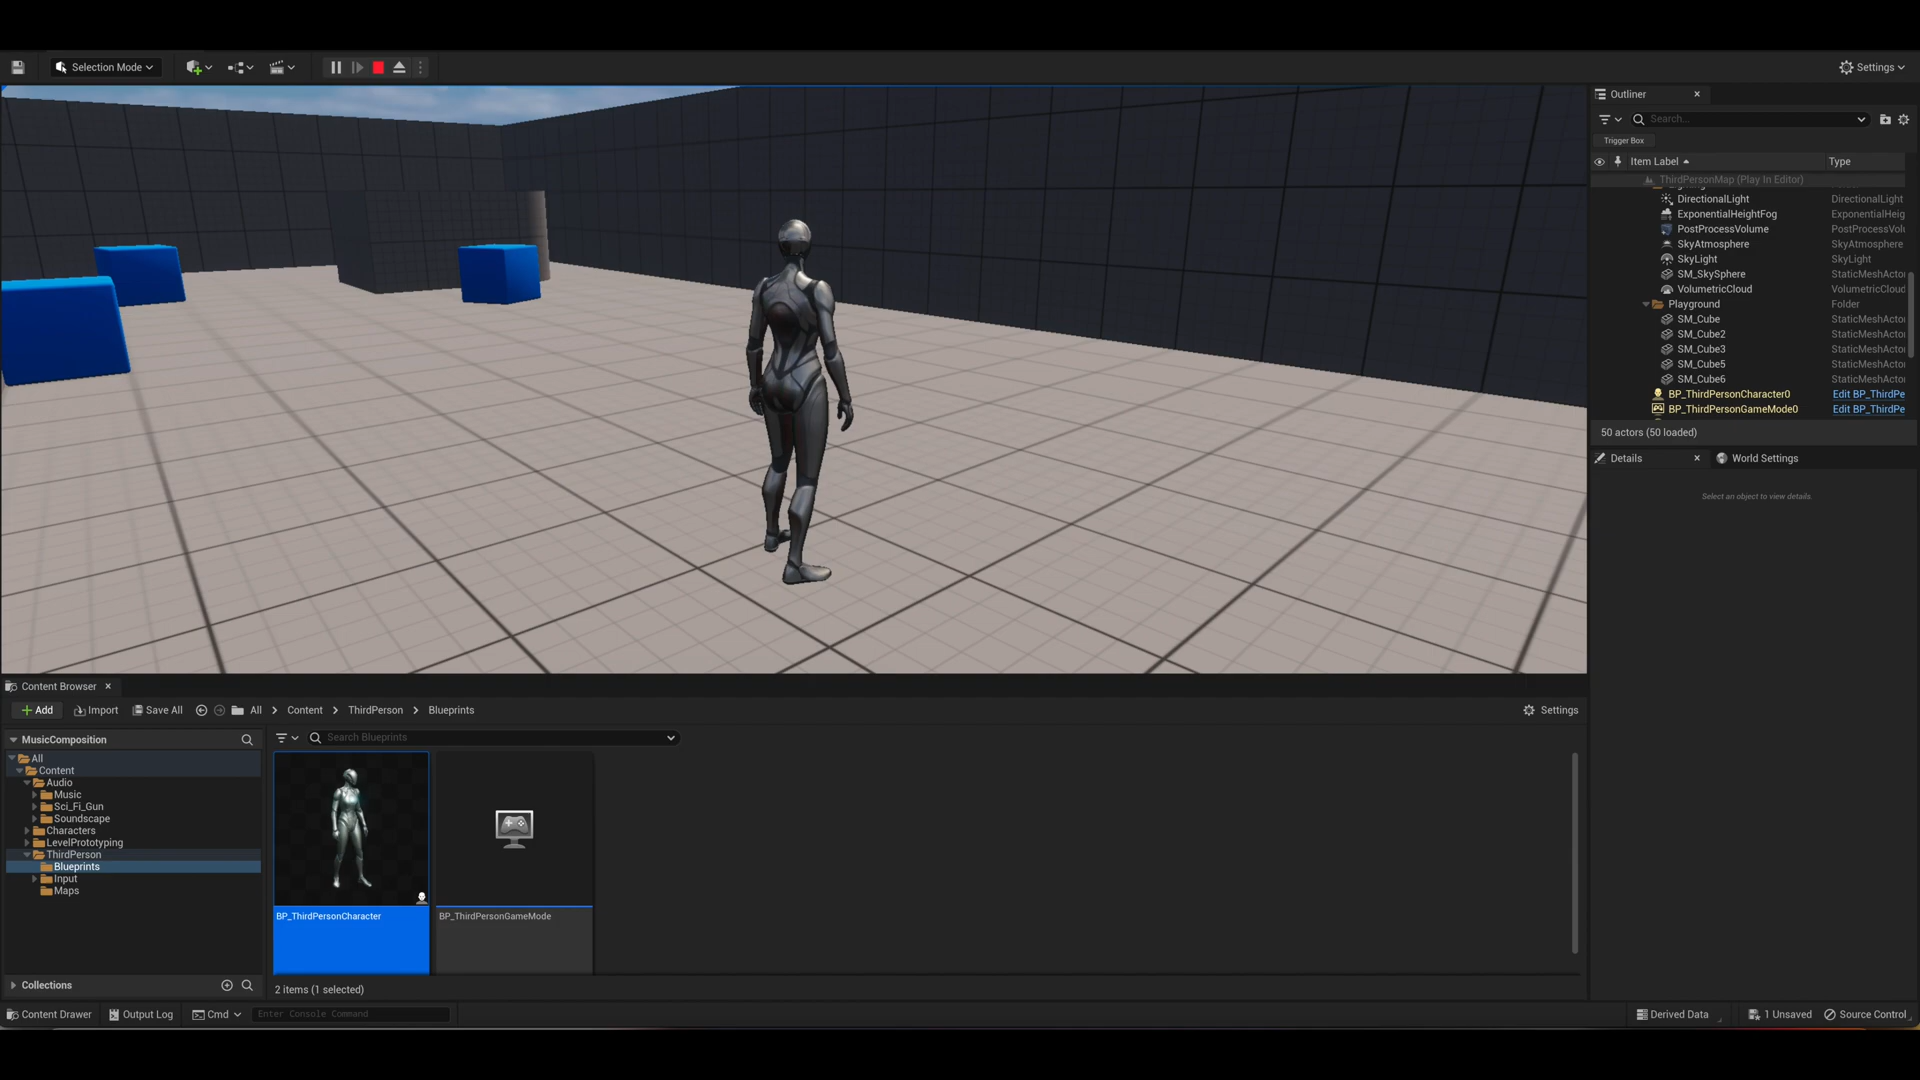 Selection Mode
Settings
Outliner
Search...
Trigger Box
Item Label Type
ThirdPersonMap (Play In Editor)
DirectionalLight DirectionalLight
ExponentialHeightFog ExponentialHeig
PostProcessVolume PostProcessVolu
SkyAtmosphere SkyAtmosphere
SkyLight SkyLight
SM_SkySphere StaticMeshActor
VolumetricCloud VolumetricCloud
Playground Folder
SM_Cube StaticMeshActor
SM_Cube2 StaticMeshActor
SM_Cube3 StaticMeshActor
SM_Cube5 StaticMeshActor
SM_Cube6 StaticMeshActor
BP_ThirdPersonCharacter0 Edit BP_ThirdPe
BP_ThirdPersonGameMode0 Edit BP_ThirdPe
50 actors (50 loaded)
Details World Settings
Select an object to view details.
Content Browser
Add Import Save All All Content ThirdPerson Blueprints Settings
MusicComposition
All
Content
Audio
Music
Sci_Fi_Gun
Soundscape
Characters
LevelPrototyping
ThirdPerson
Blueprints
Input
Maps
Collections
Search Blueprints
BP_ThirdPersonCharacter BP_ThirdPersonGameMode
2 items (1 selected)
Content Drawer Output Log Cmd Enter Console Command Derived Data 1 Unsaved Source Control